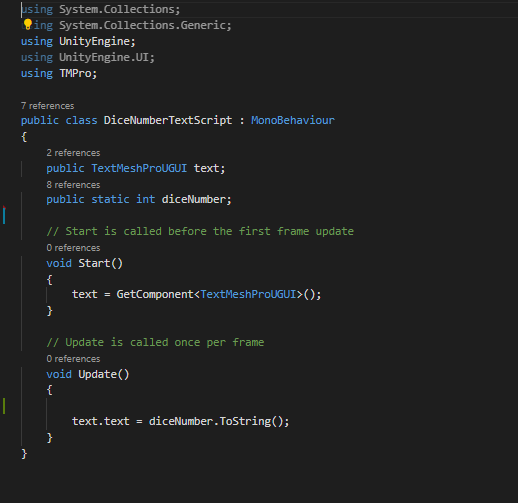 using System.Collections;
using System.Collections.Generic;
using UnityEngine;
using UnityEngine.UI;
using TMPro;
7 references
public class DiceNumberTextScript : MonoBehaviour
{
2 references
public TextMeshProUGUI text;
8 references
public static int diceNumber;
// Start is called before the first frame update
0 references
void Start()
{
text = GetComponent<TextMeshProUGUI>();
}
// Update is called once per frame
0 references
void Update()
{
text.text = diceNumber.ToString();
}
}